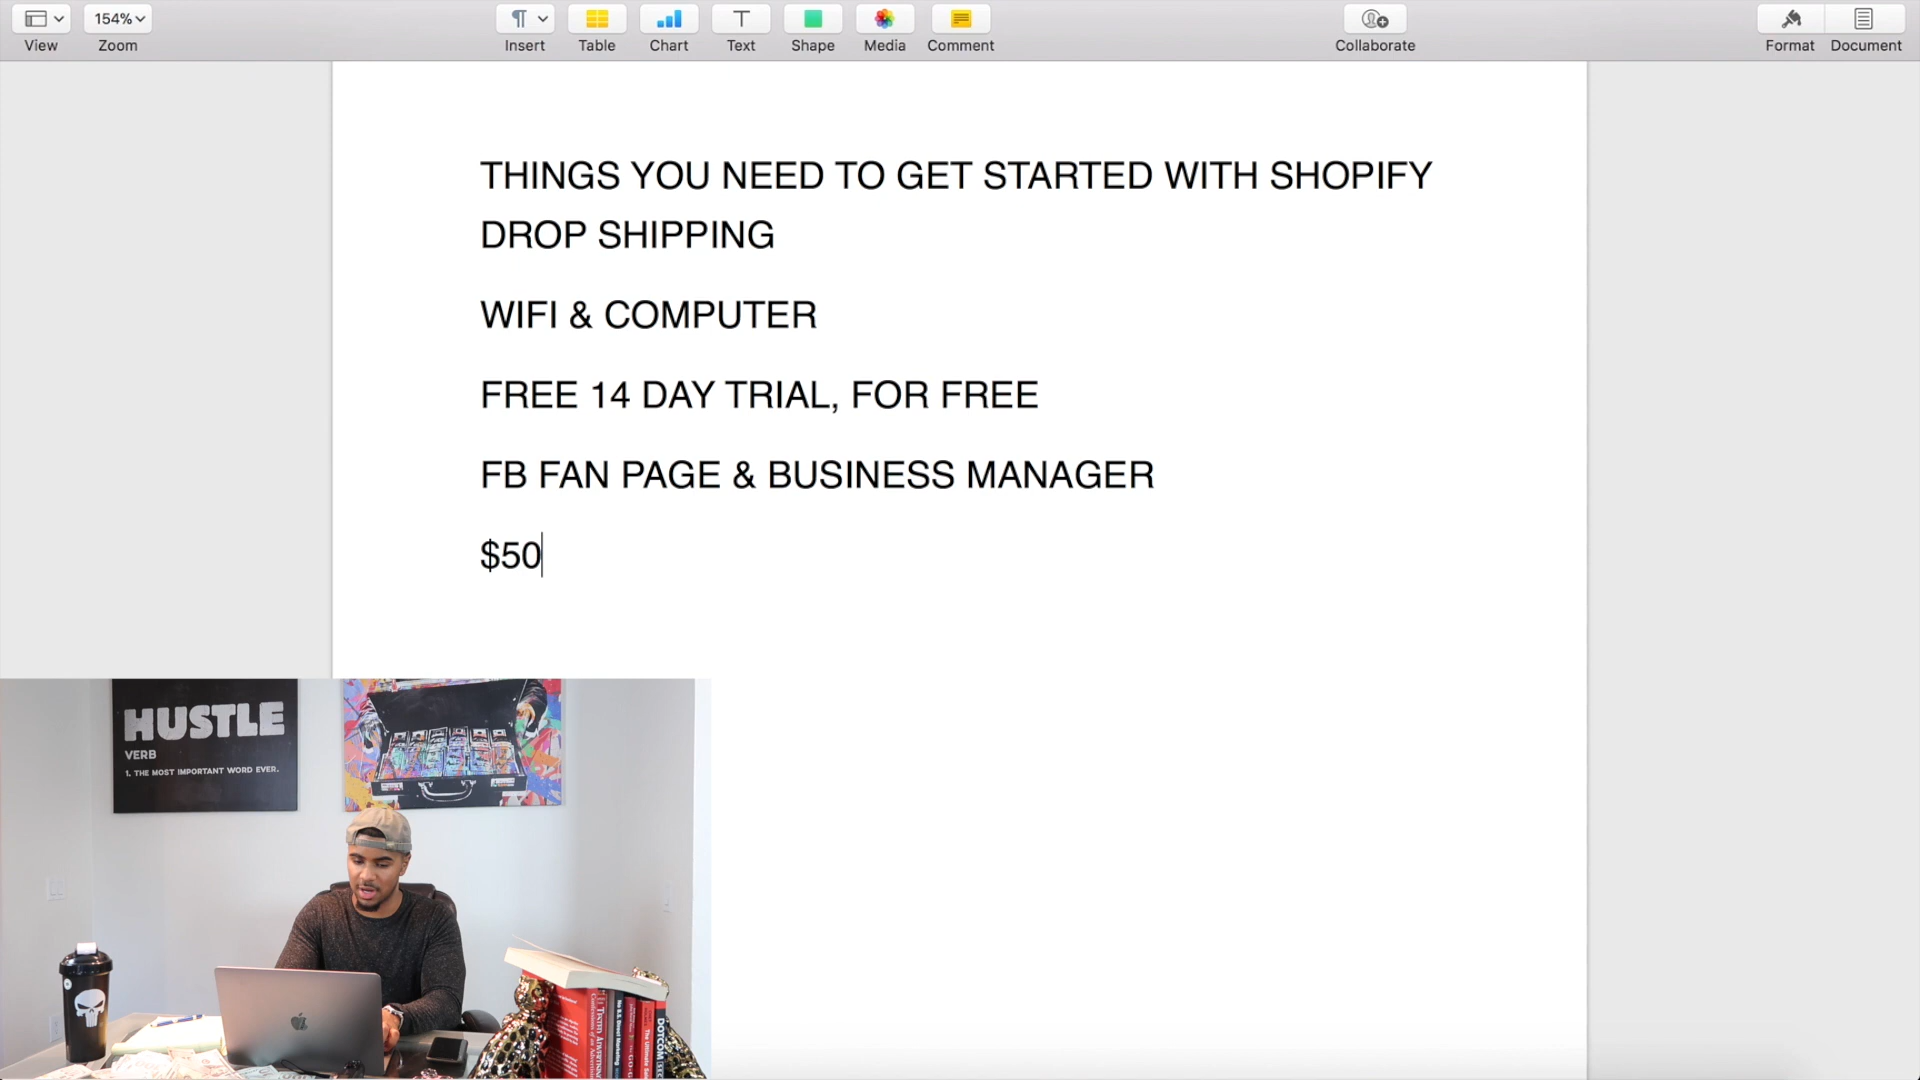 154%
View
Zoom
Insert
Table
Chart
Text
Shape
Media
Comment
Collaborate
Format
Document
THINGS YOU NEED TO GET STARTED WITH SHOPIFY
DROP SHIPPING
WIFI & COMPUTER
FREE 14 DAY TRIAL, FOR FREE
FB FAN PAGE & BUSINESS MANAGER
$50
HUSTLE
VERB
1. THE MOST IMPORTANT WORD EVER.
DOTCOM